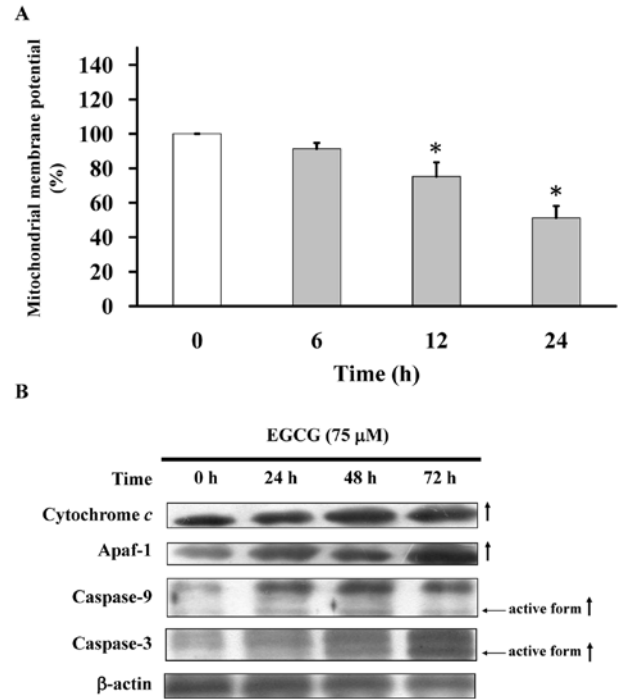 A
Mitochondrial membrane potential
(%)
140
120
100
80
60
40
20
0
*
*
0 6 12 24
Time (h)
B
EGCG (75 μM)
Time 0 h 24 h 48 h 72 h
Cytochrome c
Apaf-1
Caspase-9
active form
Caspase-3
active form
β-actin